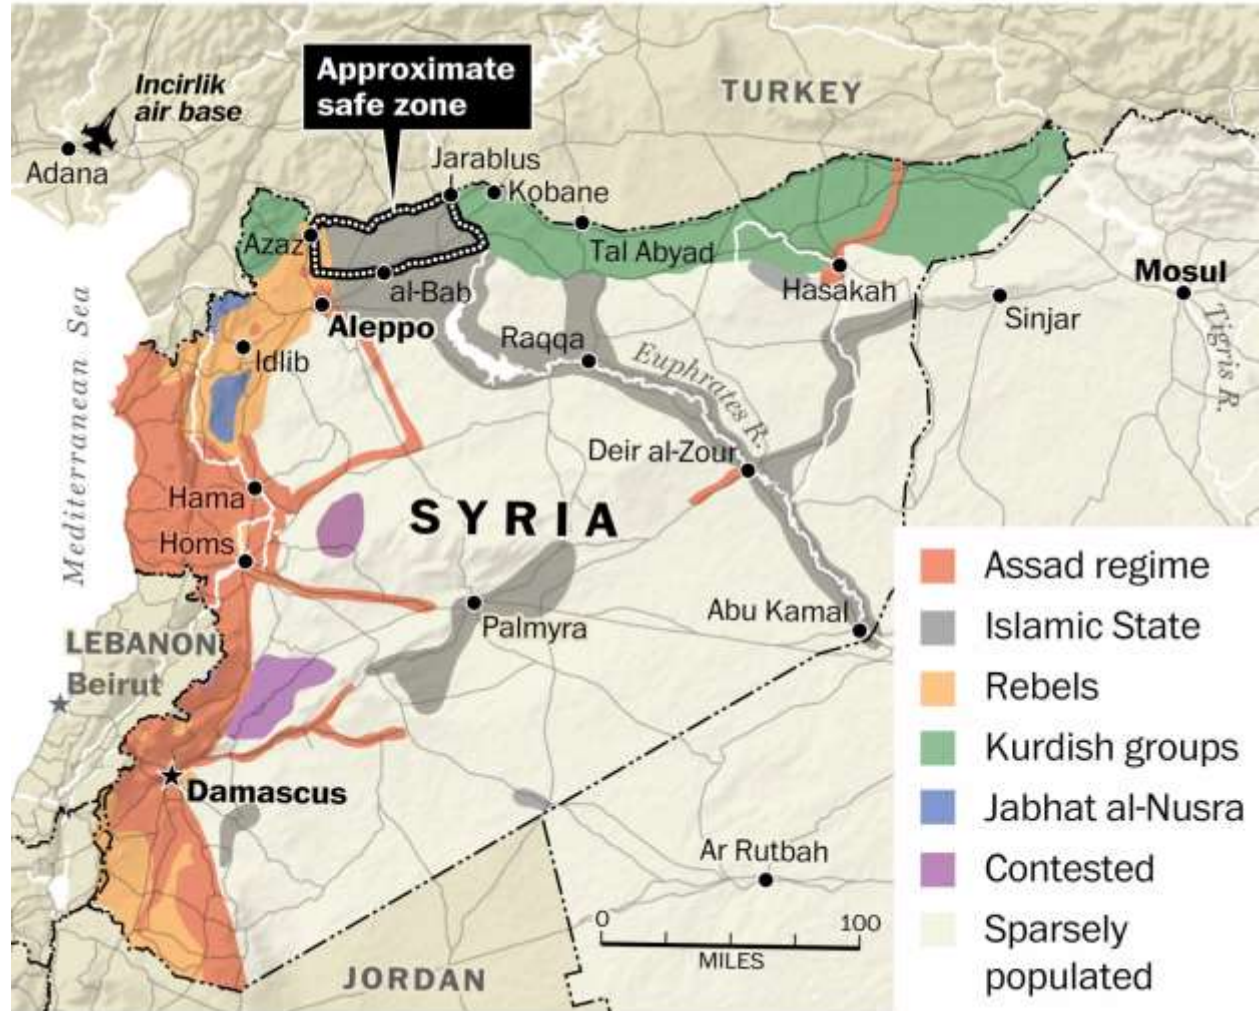 Approximate
safe zone
Incirlik
air base
TURKEY
Adana
Jarablus
Kobane
Azaz
Tal Abyad
al-Bab
Hasakah
Mosul
Sinjar
Tigris R.
Aleppo
Raqqa
Idlib
Euphrates R.
Mediterranean Sea
Deir al-Zour
Hama
SYRIA
Homs
Abu Kamal
Palmyra
LEBANON
Beirut
Damascus
Ar Rutbah
JORDAN
0 100
MILES
Assad regime
Islamic State
Rebels
Kurdish groups
Jabhat al-Nusra
Contested
Sparsely
populated